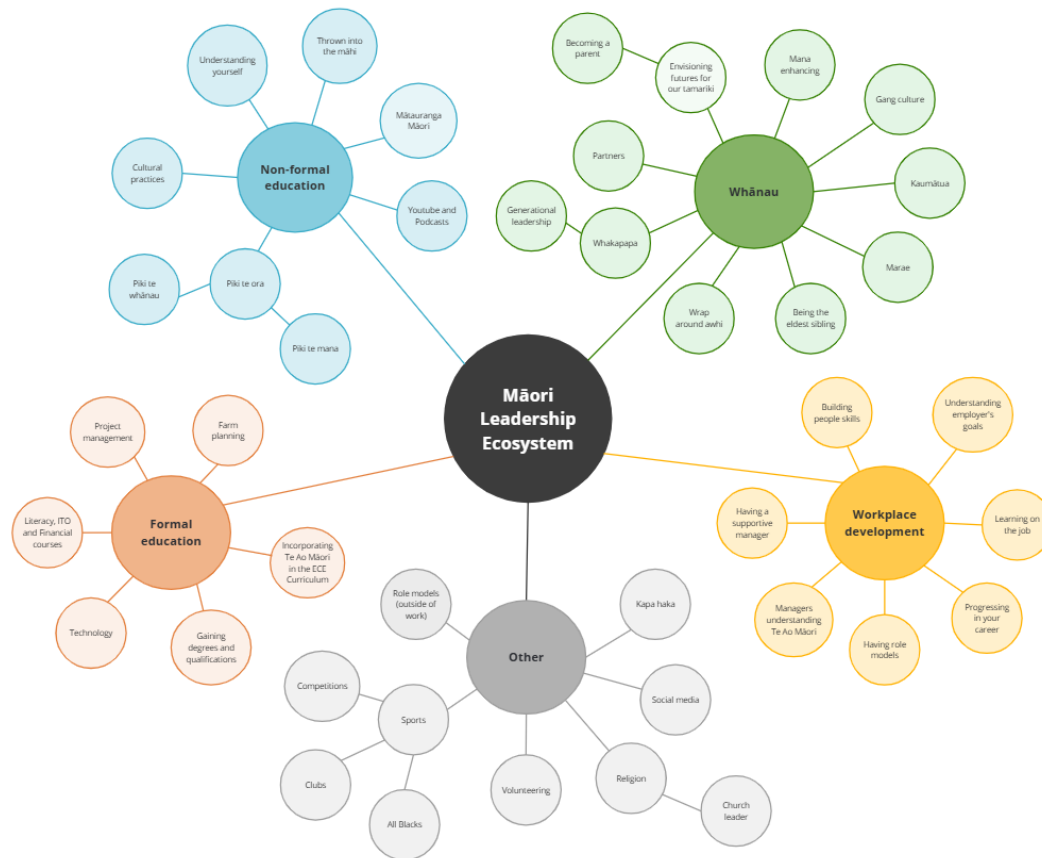 Becoming a
parent
Thrown into
the māhi
Understanding
yourself
Envisioning
futures for
our tamariki
Mana
enhancing
Gang culture
Mātauranga
Māori
Non-formal
education
Cultural
practices
Partners
Whānau
Kaumātua
Youtube and
Podcasts
Generational
leadership
Whakapapa
Marae
Piki te
whānau
Piki te ora
Wrap
around awhi
Being the
eldest sibling
Piki te mana
Māori
Leadership
Ecosystem
Project
management
Farm
planning
Building
people skills
Understanding
employer's
goals
Literacy, ITO
and Financial
courses
Formal
education
Having a
supportive
manager
Workplace
development
Learning on
the job
Incorporating
Te Ao Māori
in the ECE
Curriculum
Technology
Gaining
degrees and
qualifications
Role models
(outside of
work)
Kapa haka
Managers
understanding
Te Ao Māori
Having role
models
Progressing
in your
career
Other
Competitions
Sports
Social media
Clubs
All Blacks
Volunteering
Religion
Church
leader